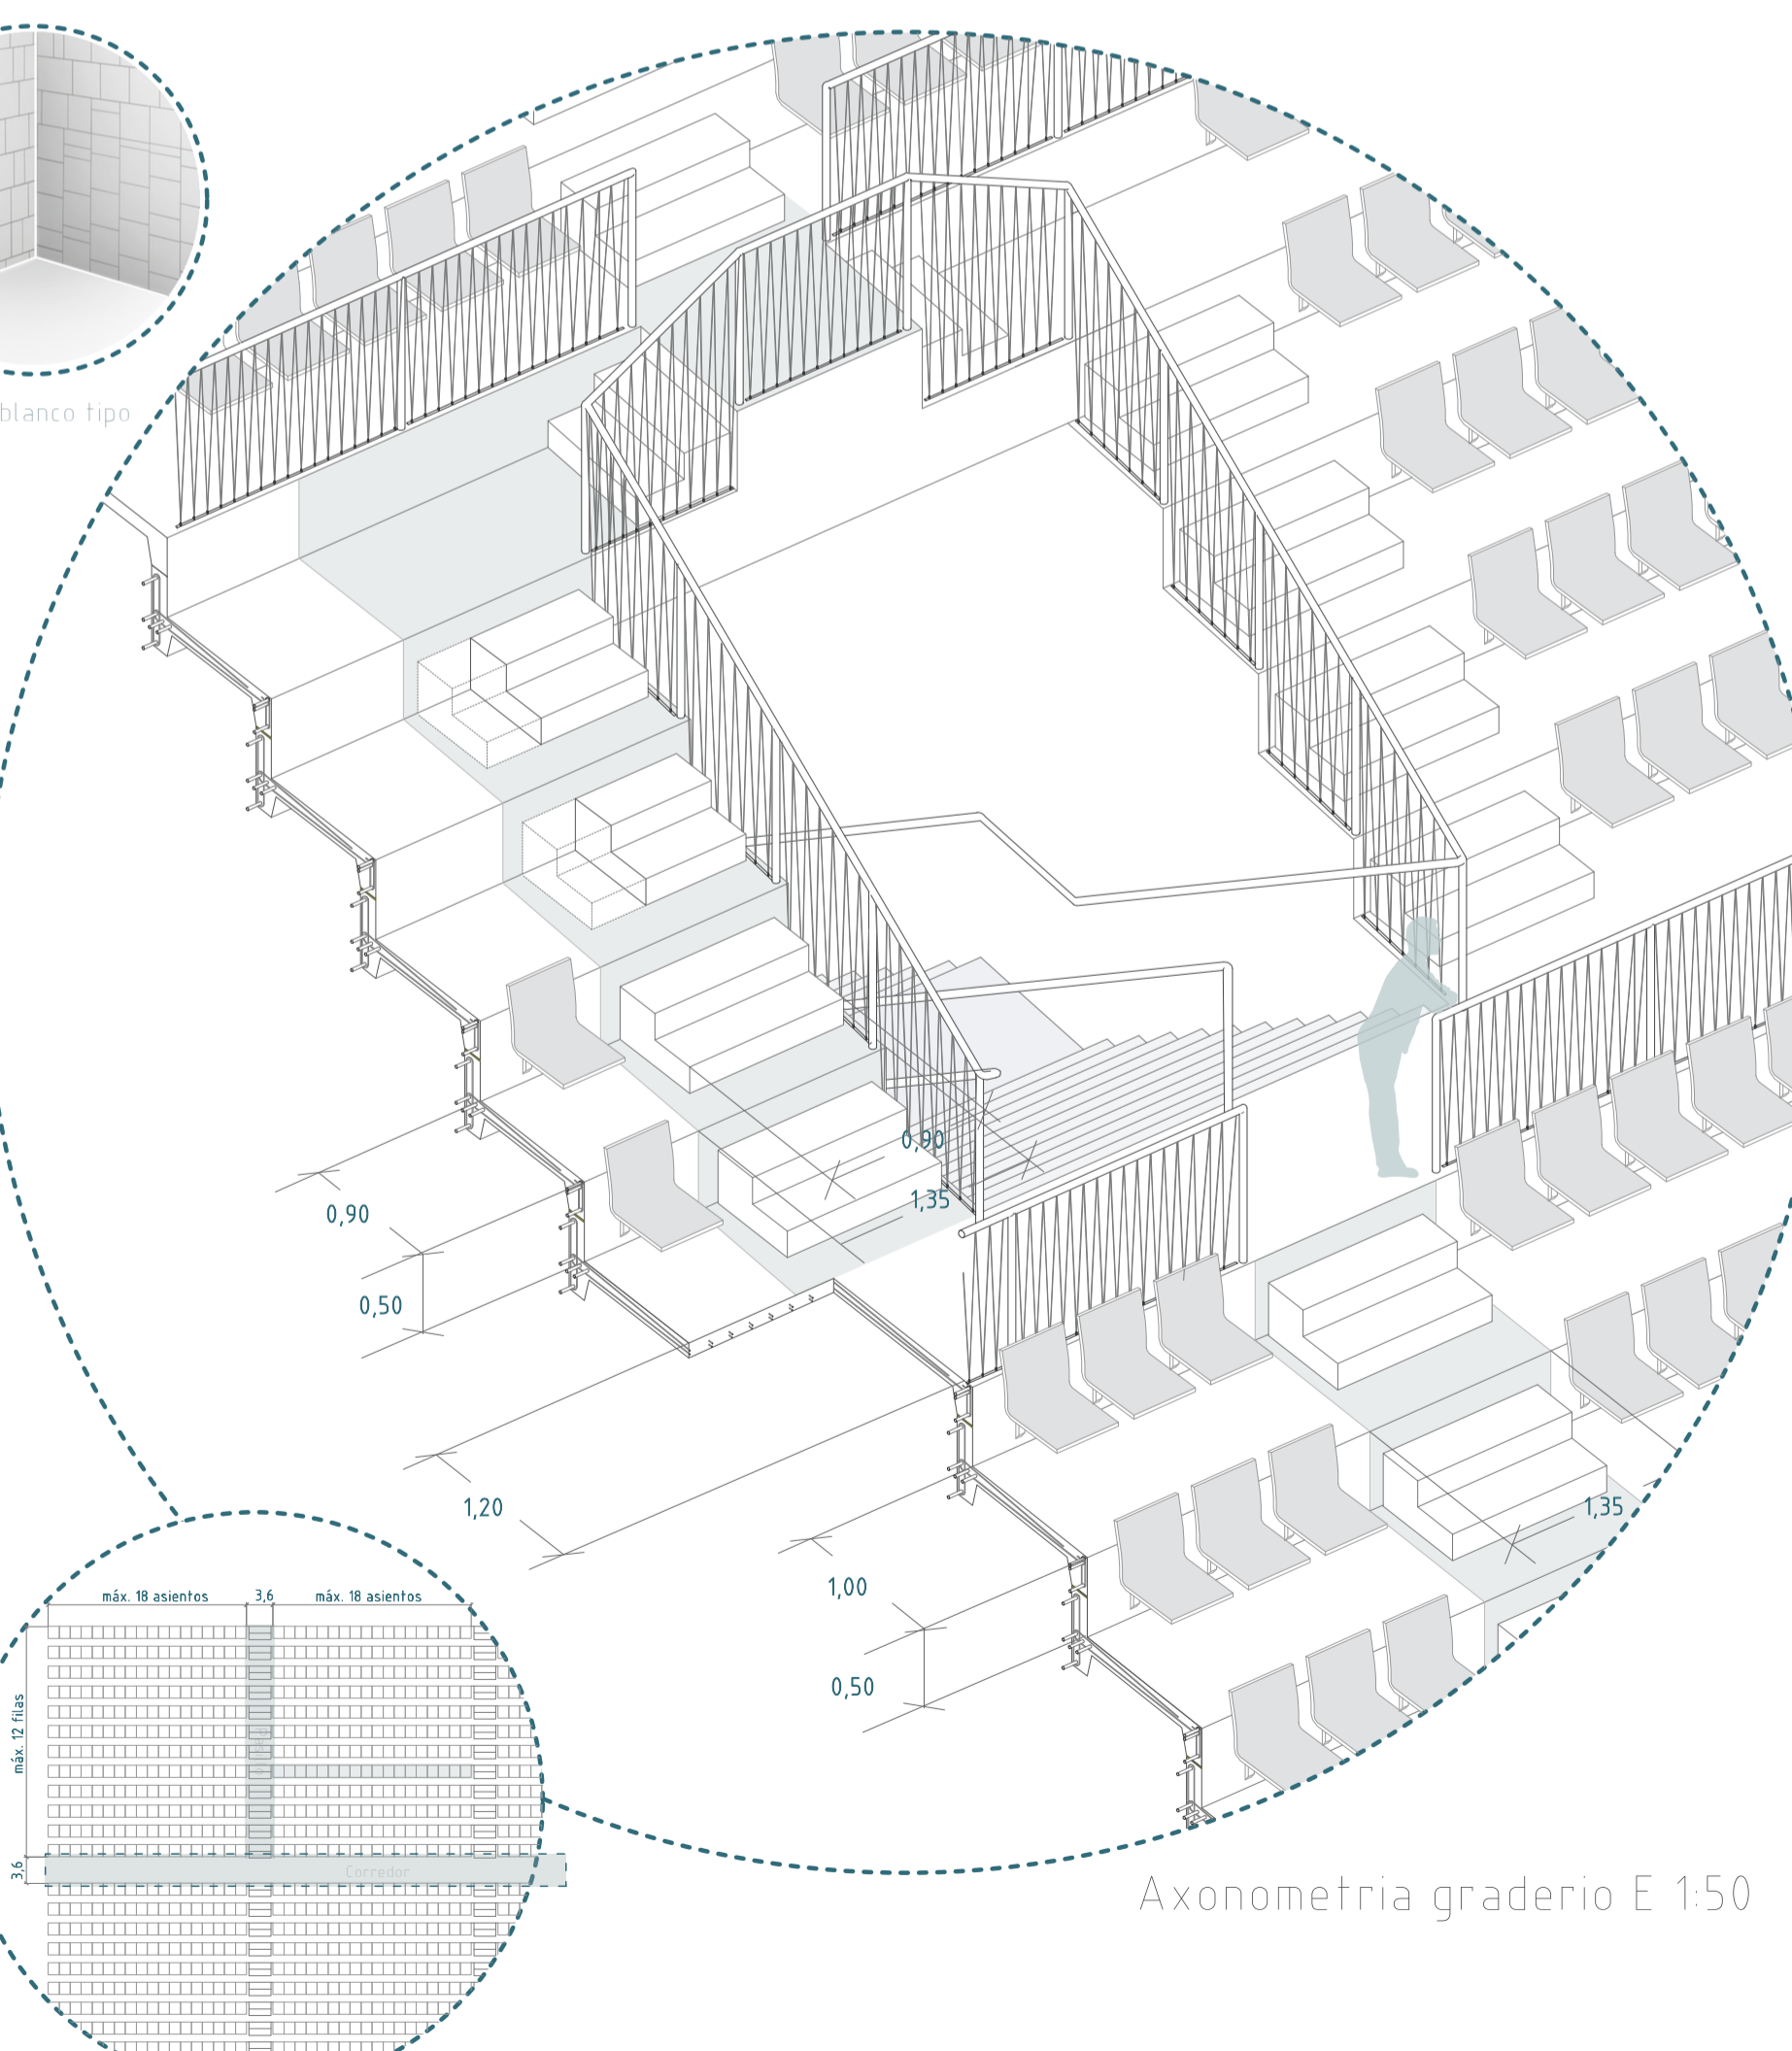 blanco tipo
0,90
1,35
0,90
0,50
1,20
1,35
1,00
0,50
máx. 18 asientos 3,6 máx. 18 asientos
máx. 12 filas
3,6
Corredor
Axonometria graderio E 1:50